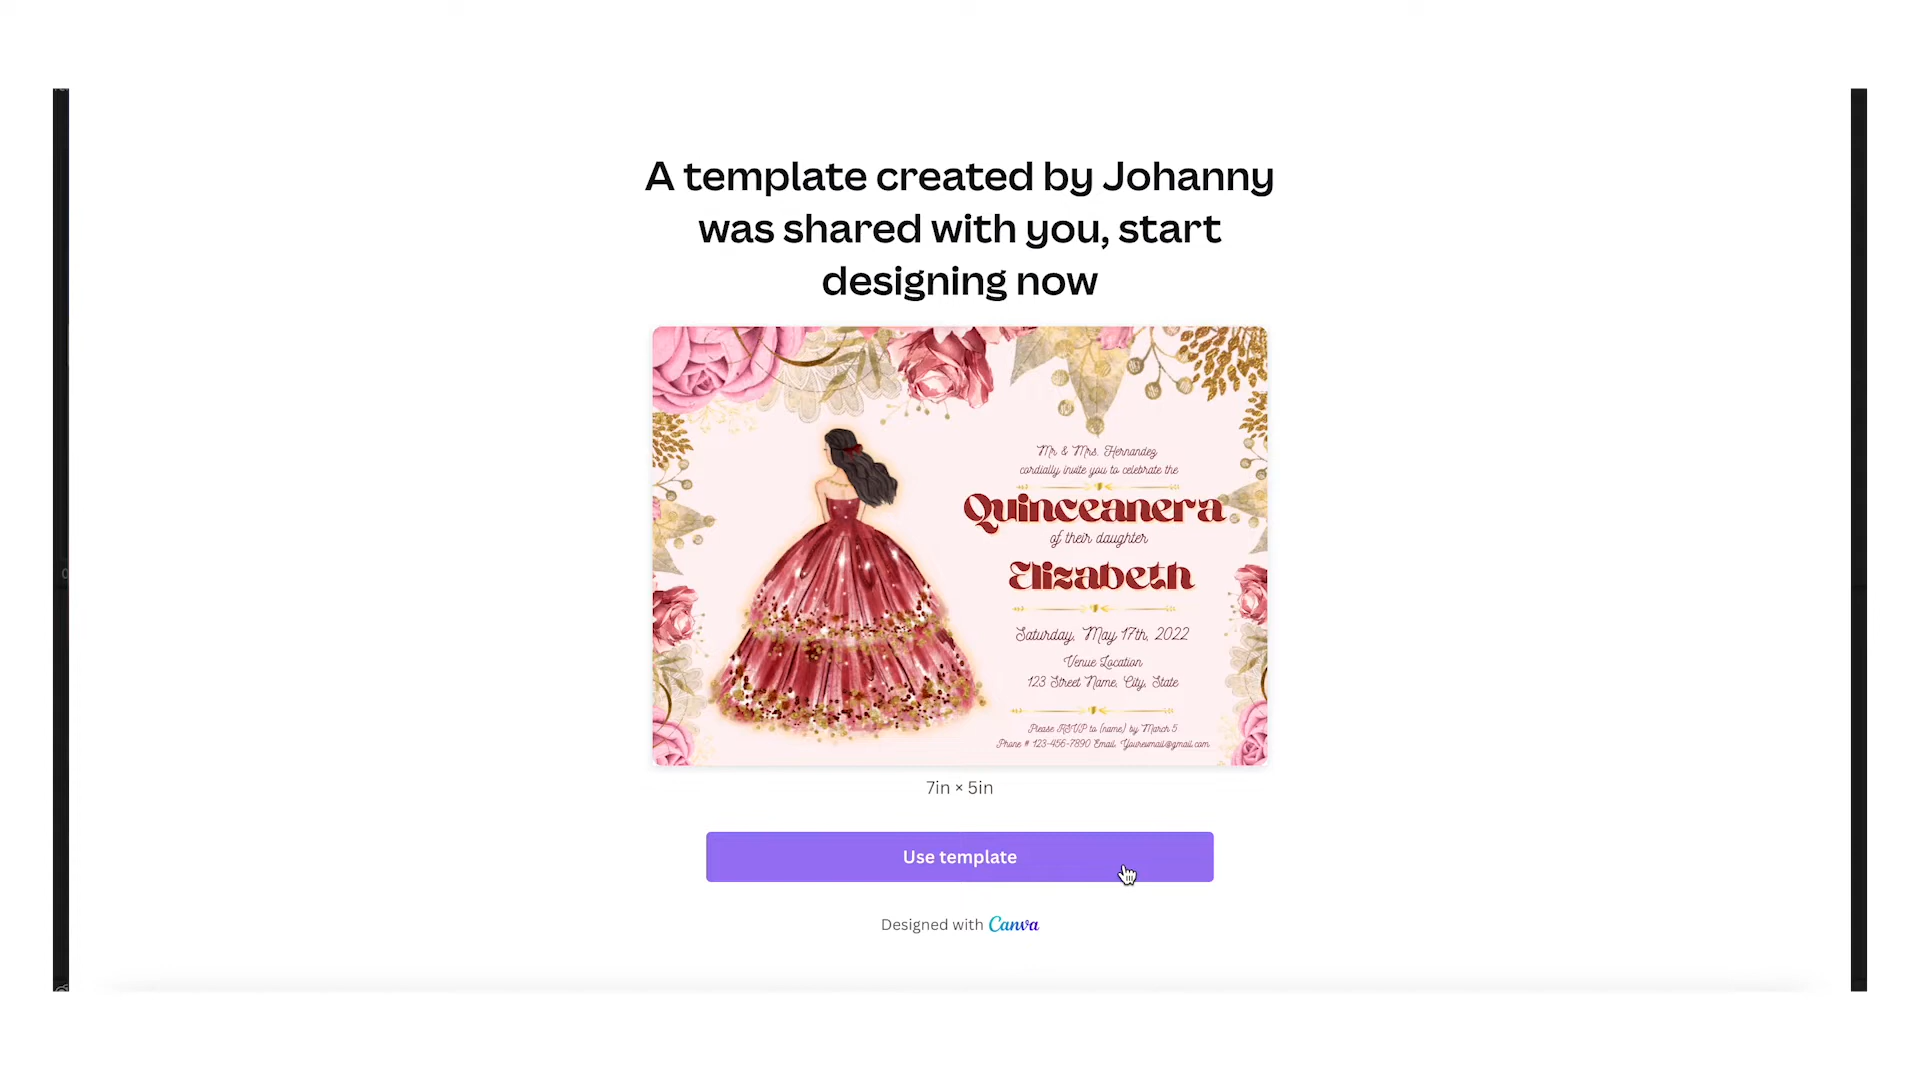 A template created by Johanny
was shared with you, start
designing now
Mr & Mrs. Hernandez
cordially invite you to celebrate the
Quinceanera
of their daughter
Elizabeth
Saturday, May 17th, 2022
Venue Location
123 Street Name, City, State
Please RSVP to (name) by March 5
Phone # 123-456-7890 Email: Youremail@gmail.com
7in × 5in
Use template
Designed with Canva